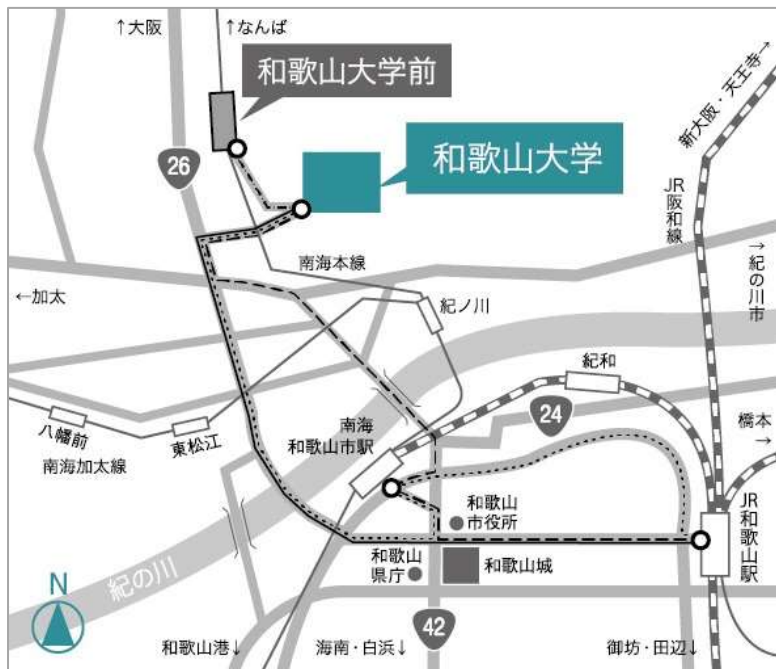 ↑大阪
↑なんば
和歌山大学前
和歌山大学
26
新大阪・天王寺→
JR阪和線
→紀の川市
南海本線
←加太
紀ノ川
紀和
24
橋本→
八幡前
東松江
南海加太線
南海
和歌山市駅
和歌山
市役所
JR和歌山駅
紀の川
和歌山
県庁
和歌山城
N
42
和歌山港↓
海南・白浜↓
御坊・田辺↓